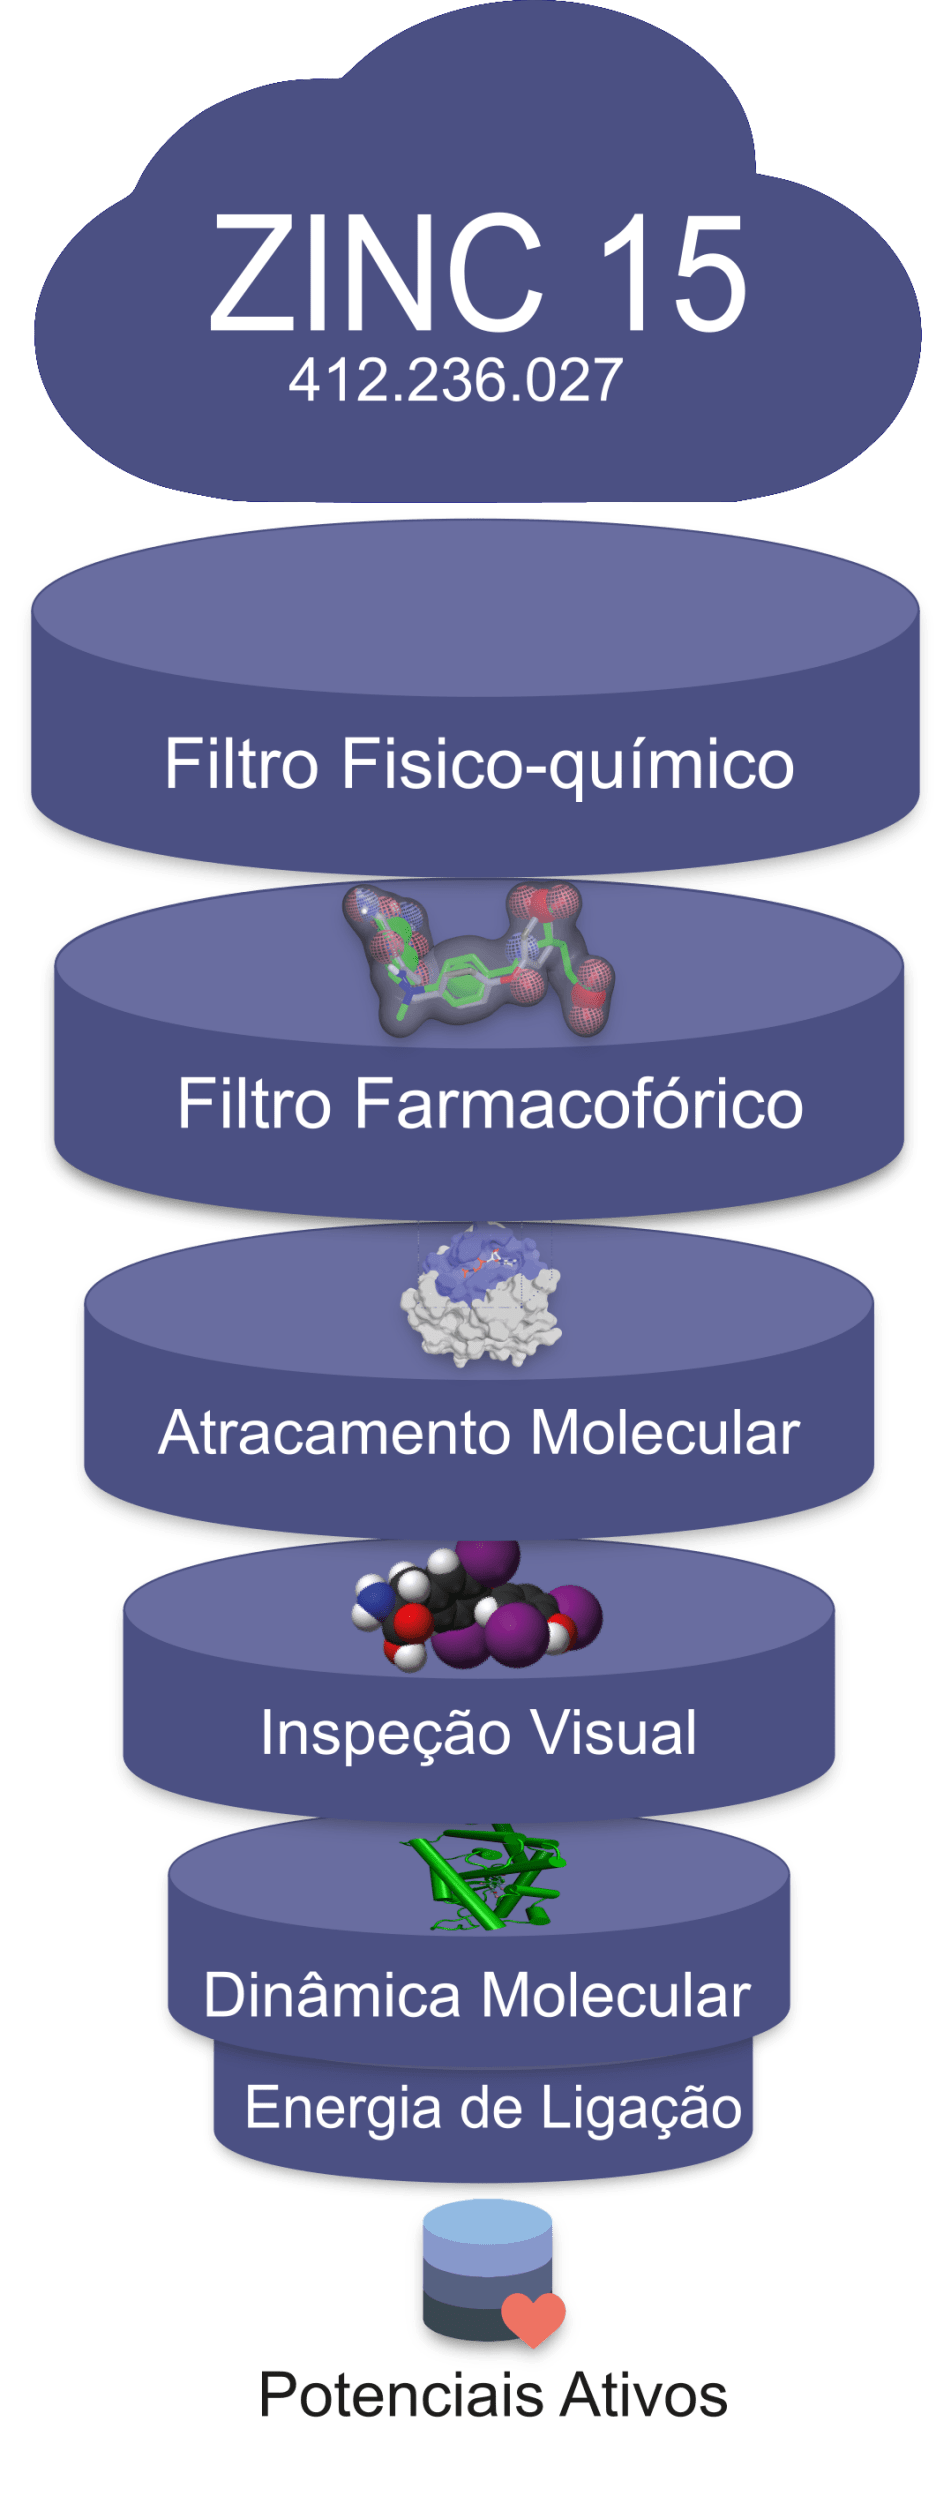 ZINC 15
412.236.027
Filtro Fisico-químico
Filtro Farmacofórico
Atracamento Molecular
Inspeção Visual
Dinâmica Molecular
Energia de Ligação
Potenciais Ativos